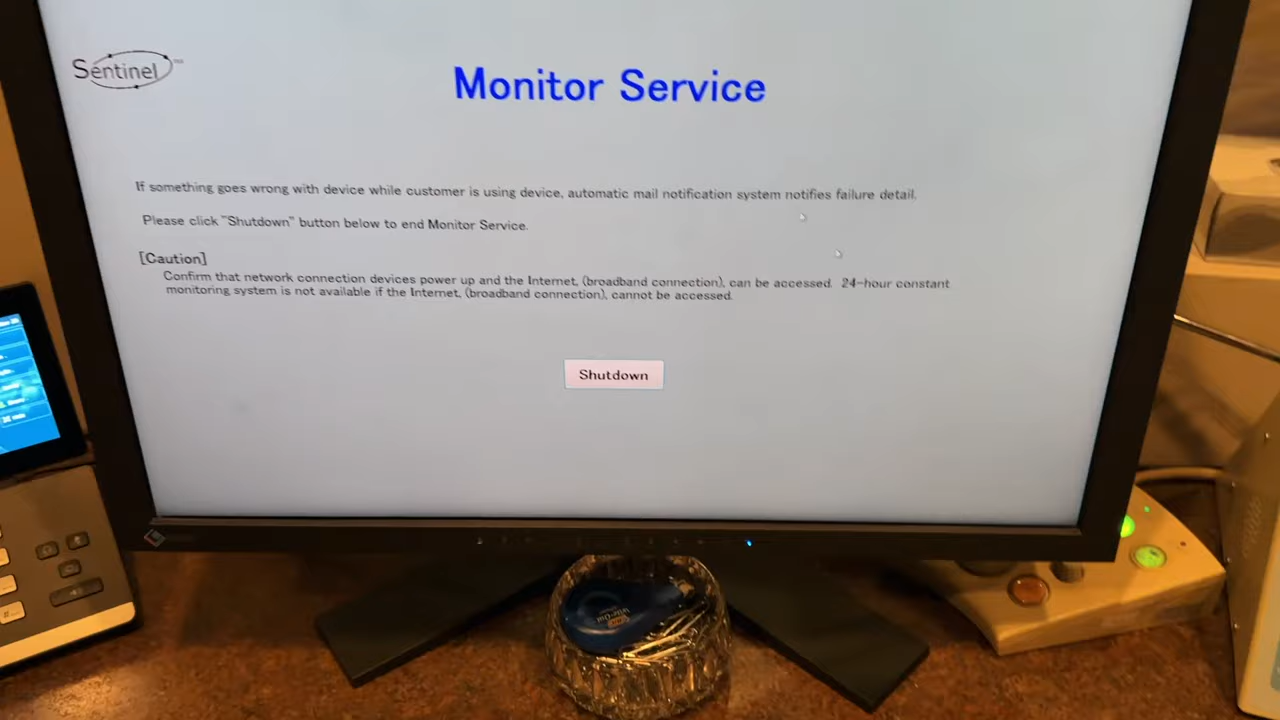 Sentinel™
Monitor Service
If something goes wrong with device while customer is using device, automatic mail notification system notifies failure detail.
Please click "Shutdown" button below to end Monitor Service.
[Caution]
Confirm that network connection devices power up and the Internet, (broadband connection), can be accessed. 24-hour constant
monitoring system is not available if the Internet, (broadband connection), cannot be accessed.
Shutdown